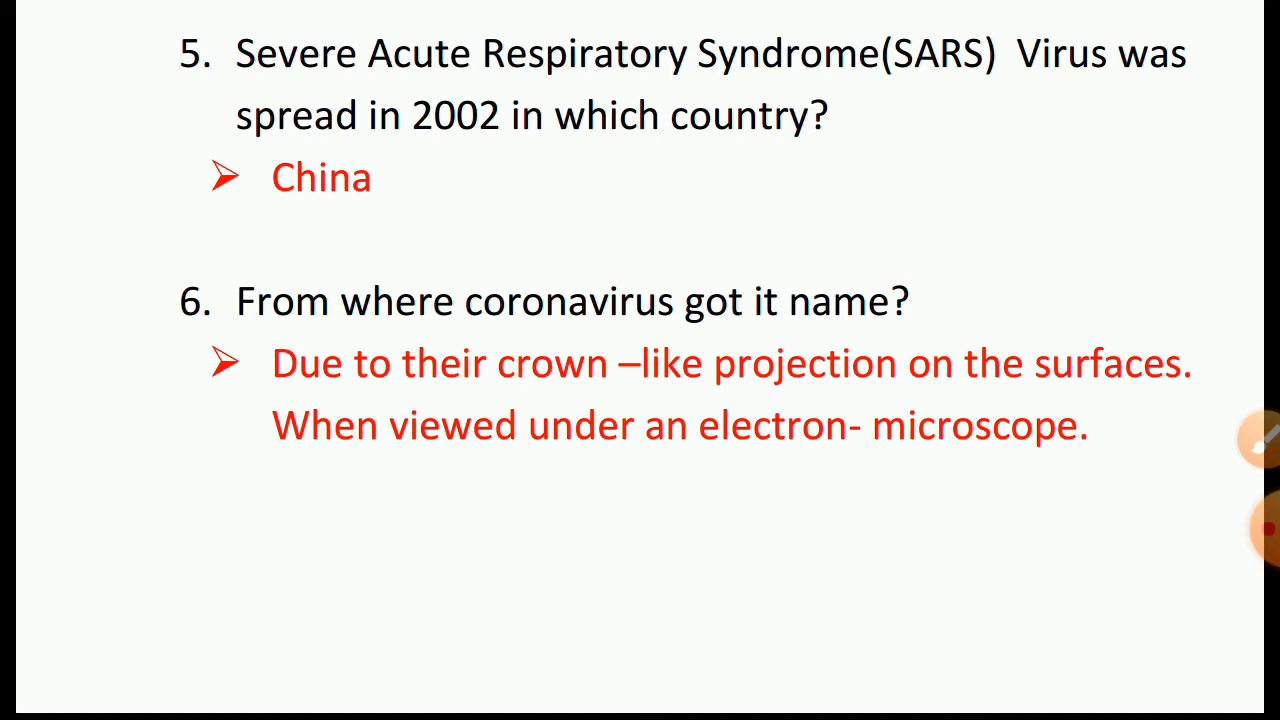 5. Severe Acute Respiratory Syndrome(SARS) Virus was
spread in 2002 in which country?
➢ China
6. From where coronavirus got it name?
➢ Due to their crown –like projection on the surfaces.
When viewed under an electron- microscope.